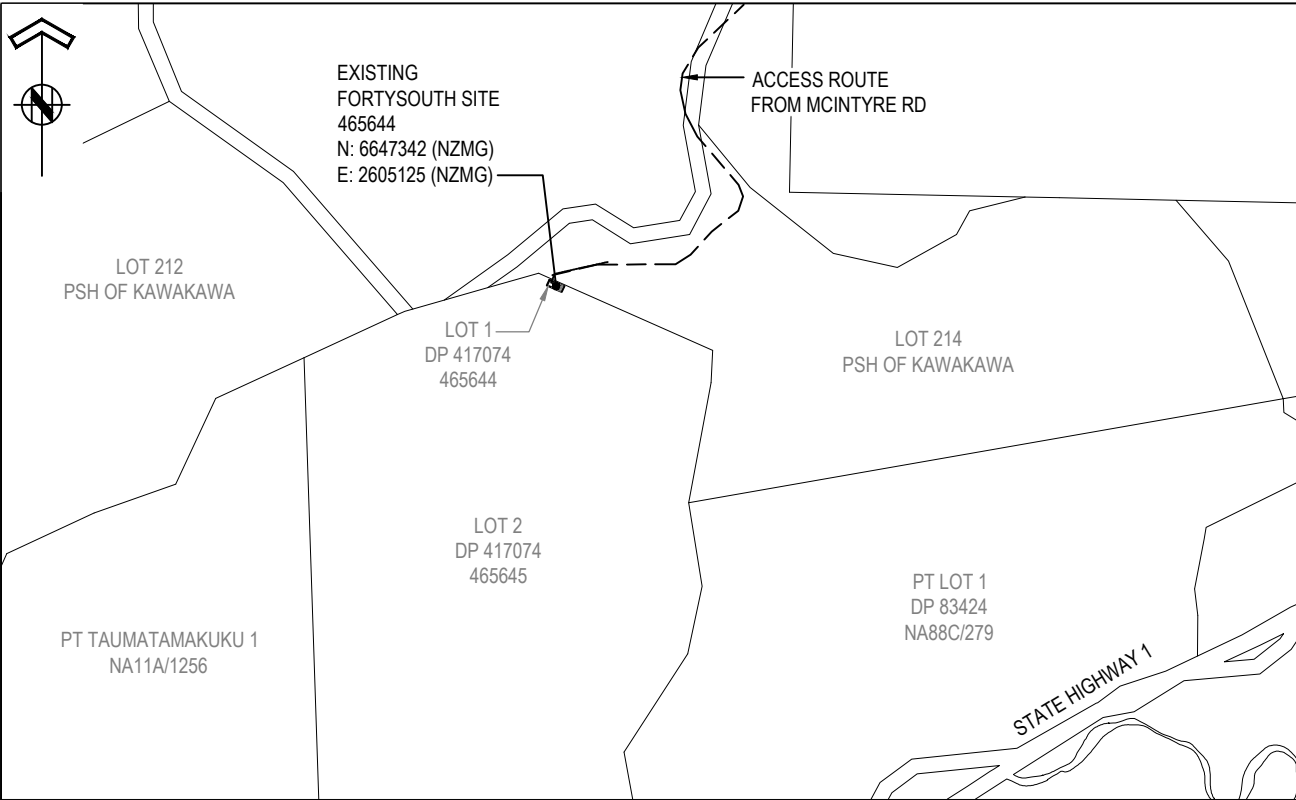 EXISTING
FORTYSOUTH SITE
465644
N: 6647342 (NZMG)
E: 2605125 (NZMG)
ACCESS ROUTE
FROM MCINTYRE RD
LOT 212
PSH OF KAWAKAWA
LOT 1
DP 417074
465644
LOT 214
PSH OF KAWAKAWA
LOT 2
DP 417074
465645
PT LOT 1
DP 83424
NA88C/279
PT TAUMATAMAKUKU 1
NA11A/1256
STATE HIGHWAY 1